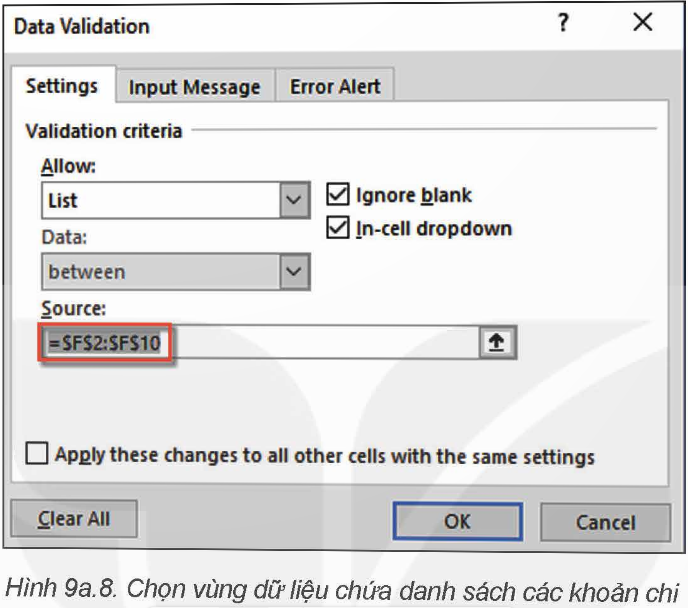 Data Validation ? ✕
Settings Input Message Error Alert
Validation criteria
Allow:
List
Ignore blank
In-cell dropdown
Data:
between
Source:
=$F$2:$F$10
Apply these changes to all other cells with the same settings
Clear All OK Cancel
Hình 9a.8. Chọn vùng dữ liệu chứa danh sách các khoản chi